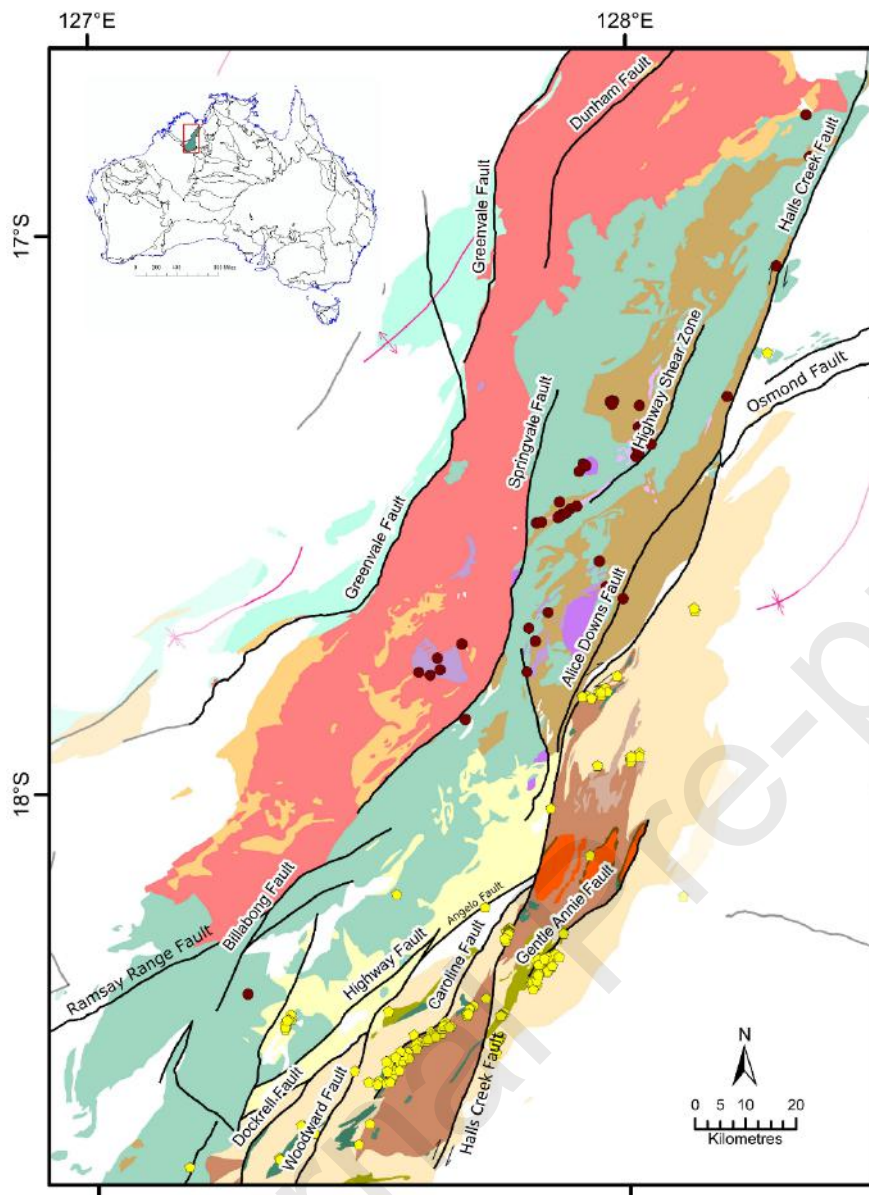 127°E
128°E
Dunham Fault
Halls Creek Fault
Greenvale Fault
17°S
Highway Shear Zone
Osmond Fault
Springvale Fault
Greenvale Fault
Alice Downs Fault
18°S
Billabong Fault
Angelo Fault
Gentle Annie Fault
Ramsay Range Fault
Highway Fault
Caroline Fault
Dockrell Fault
Woodward Fault
Halls Creek Fault
N
0 5 10 20
Kilometres